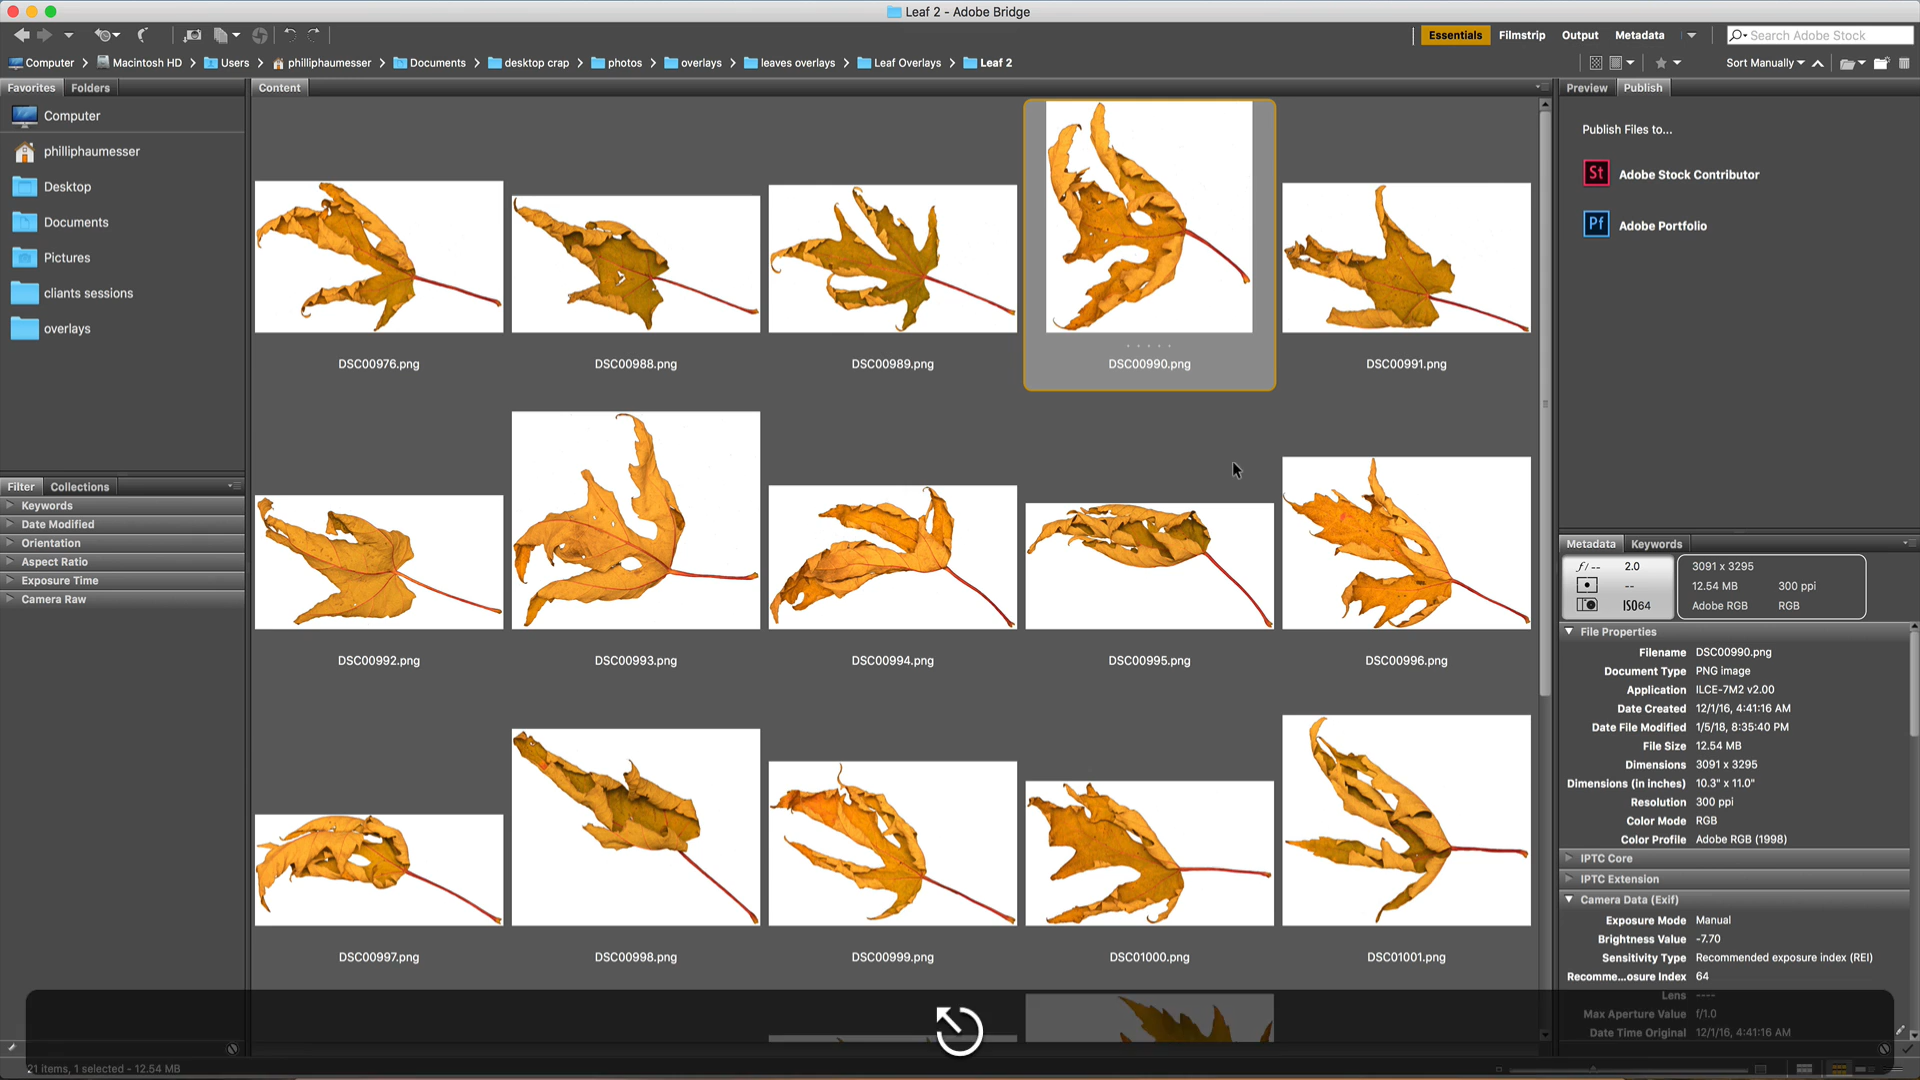 Leaf 2 - Adobe Bridge
Essentials Filmstrip Output Metadata
Search Adobe Stock
Computer Macintosh HD Users philliphaumesser Documents desktop crap photos overlays leaves overlays Leaf Overlays Leaf 2
Sort Manually
Favorites Folders
Computer
philliphaumesser
Desktop
Documents
Pictures
cliants sessions
overlays
Filter Collections
Keywords
Date Modified
Orientation
Aspect Ratio
Exposure Time
Camera Raw
Content
DSC00976.png DSC00988.png DSC00989.png DSC00990.png DSC00991.png
DSC00992.png DSC00993.png DSC00994.png DSC00995.png DSC00996.png
DSC00997.png DSC00998.png DSC00999.png DSC01000.png DSC01001.png
Preview Publish
Publish Files to...
St Adobe Stock Contributor
Pf Adobe Portfolio
Metadata Keywords
f/-- 2.0
--
ISO64
3091 x 3295
12.54 MB 300 ppi
Adobe RGB RGB
File Properties
Filename DSC00990.png
Document Type PNG image
Application ILCE-7M2 v2.00
Date Created 12/1/16, 4:41:16 AM
Date File Modified 1/5/18, 8:35:40 PM
File Size 12.54 MB
Dimensions 3091 x 3295
Dimensions (in inches) 10.3" x 11.0"
Resolution 300 ppi
Color Mode RGB
Color Profile Adobe RGB (1998)
IPTC Core
IPTC Extension
Camera Data (Exif)
Exposure Mode Manual
Brightness Value -7.70
Sensitivity Type Recommended exposure index (REI)
Recomme...osure Index 64
Lens ----
Max Aperture Value f/1.0
Date Time Original 12/1/16, 4:41:16 AM
21 items, 1 selected - 12.54 MB